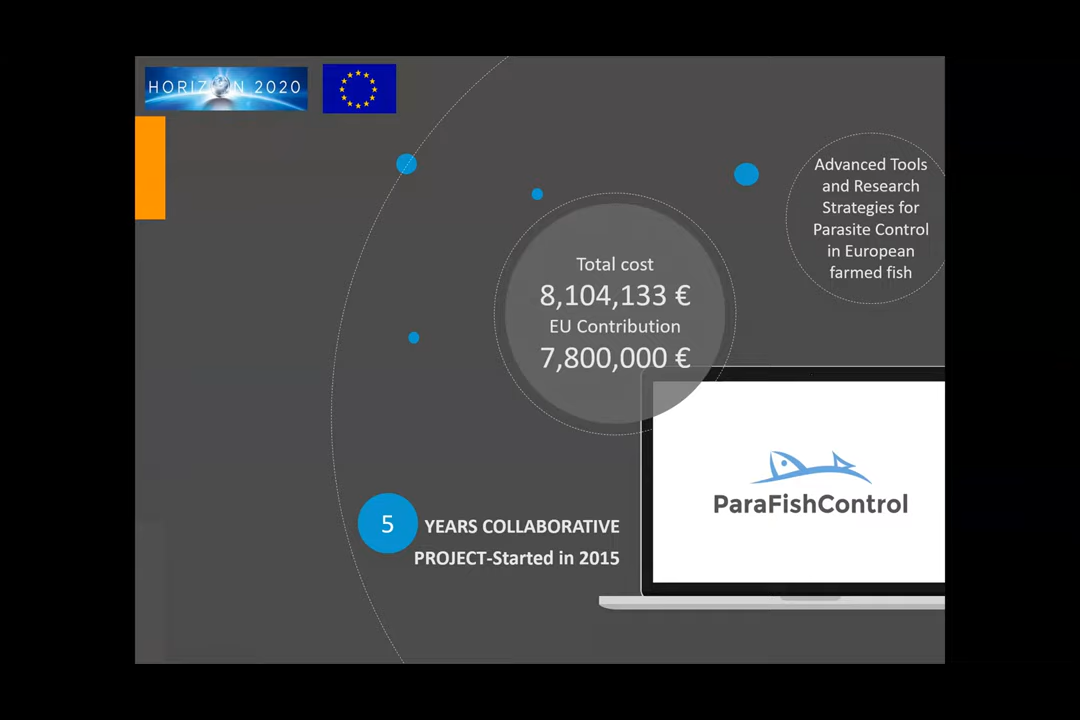 HORIZON 2020
Advanced Tools
and Research
Strategies for
Parasite Control
in European
farmed fish
Total cost
8,104,133 €
EU Contribution
7,800,000 €
ParaFishControl
5 YEARS COLLABORATIVE
PROJECT-Started in 2015